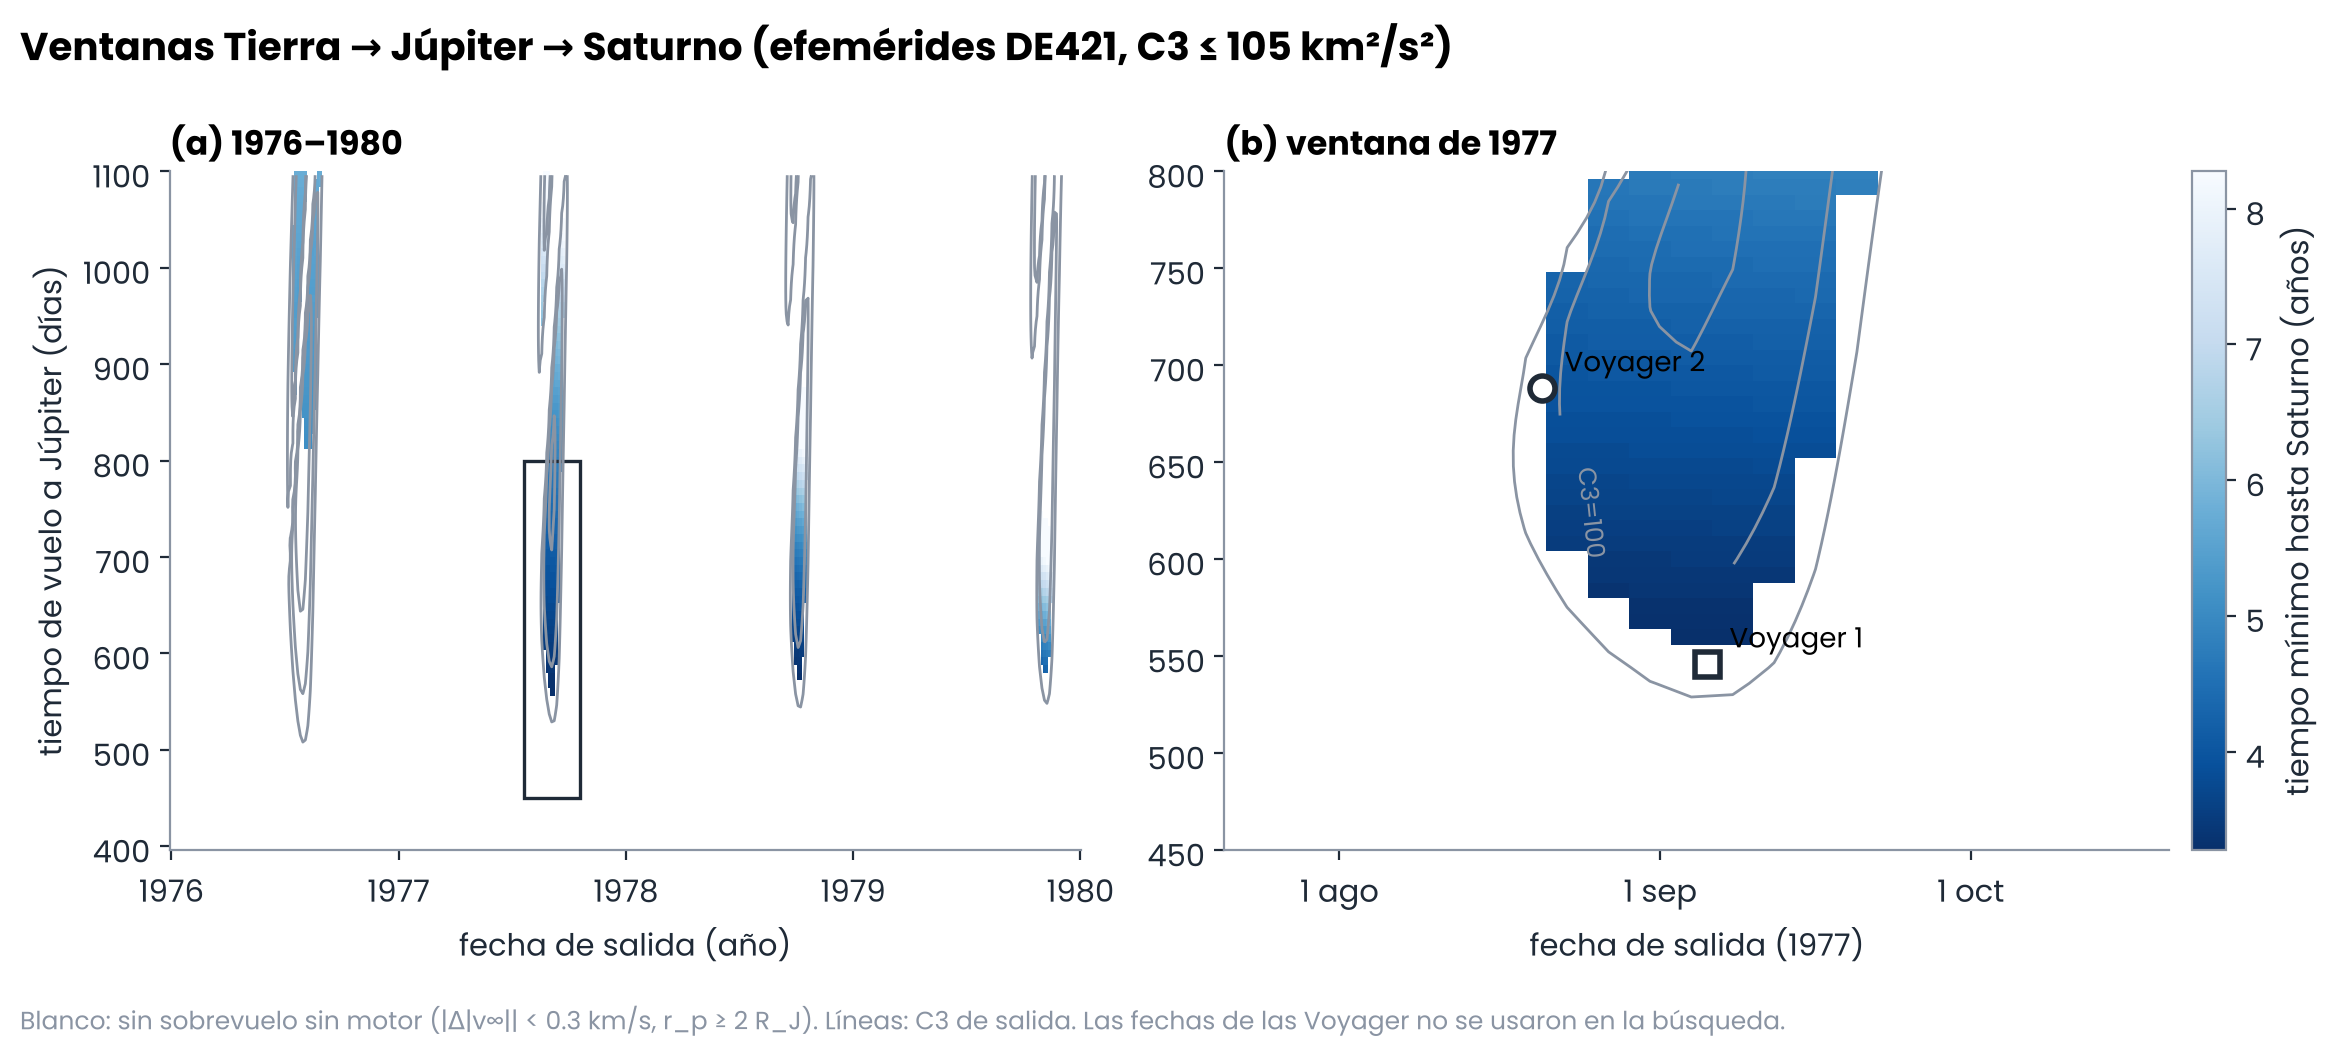 Ventanas Tierra → Júpiter → Saturno (efemérides DE421, C3 ≤ 105 km²/s²)
(a) 1976–1980
1100
1000
900
800
700
600
500
400
tiempo de vuelo a Júpiter (días)
1976
1977
1978
1979
1980
fecha de salida (año)
(b) ventana de 1977
800
750
700
650
600
550
500
450
Voyager 2
C3=100
Voyager 1
1 ago
1 sep
1 oct
fecha de salida (1977)
8
7
6
5
4
tiempo mínimo hasta Saturno (años)
Blanco: sin sobrevuelo sin motor (|Δ|v∞|| < 0.3 km/s, r_p ≥ 2 R_J). Líneas: C3 de salida. Las fechas de las Voyager no se usaron en la búsqueda.